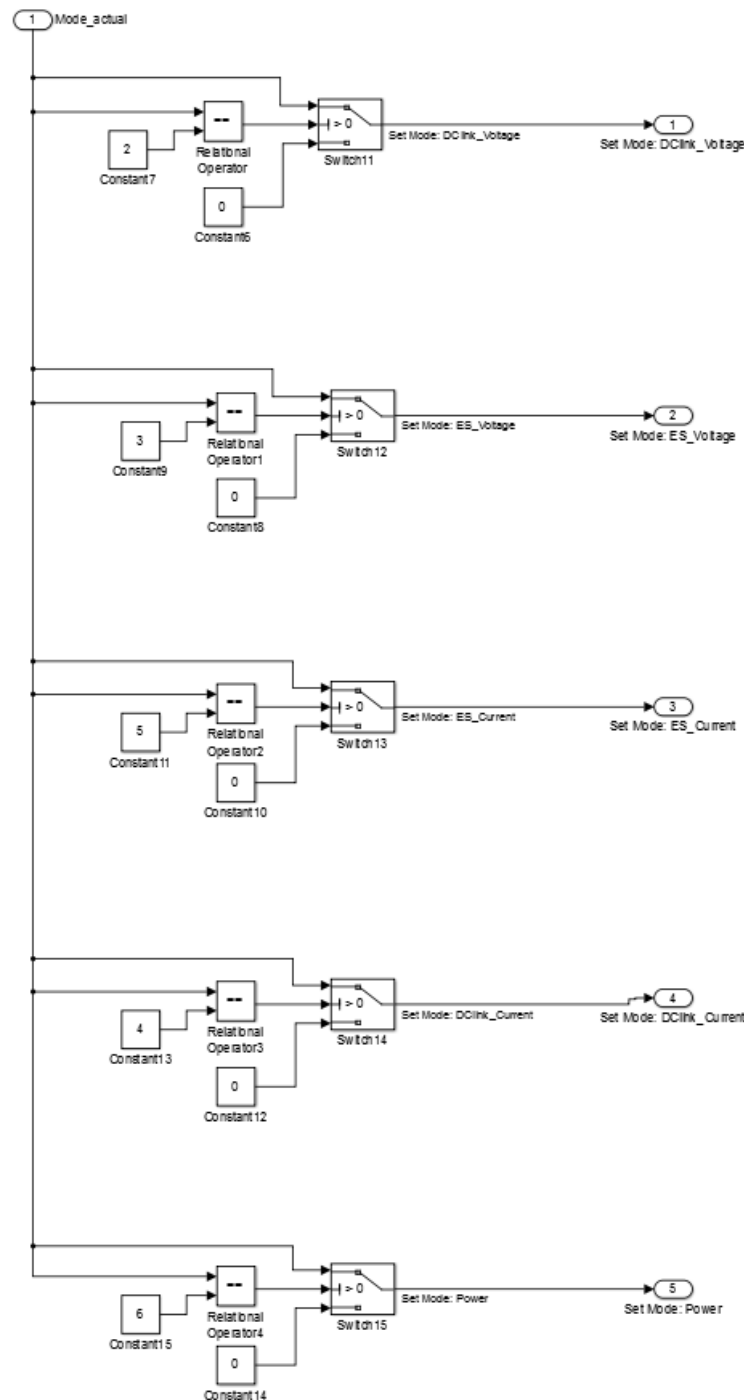 1
Mode_actual
==
> 0
2
Relational
Operator
Constant7
Switch11
0
Constant6
Set Mode: DClink_Voltage
1
Set Mode: DClink_Voltage
==
> 0
3
Relational
Operator1
Constant9
Switch12
0
Constant8
Set Mode: ES_Voltage
2
Set Mode: ES_Voltage
==
> 0
5
Relational
Operator2
Constant11
Switch13
0
Constant10
Set Mode: ES_Current
3
Set Mode: ES_Current
==
> 0
4
Relational
Operator3
Constant13
Switch14
0
Constant12
Set Mode: DClink_Current
4
Set Mode: DClink_Current
==
> 0
6
Relational
Operator4
Constant15
Switch15
0
Constant14
Set Mode: Power
5
Set Mode: Power